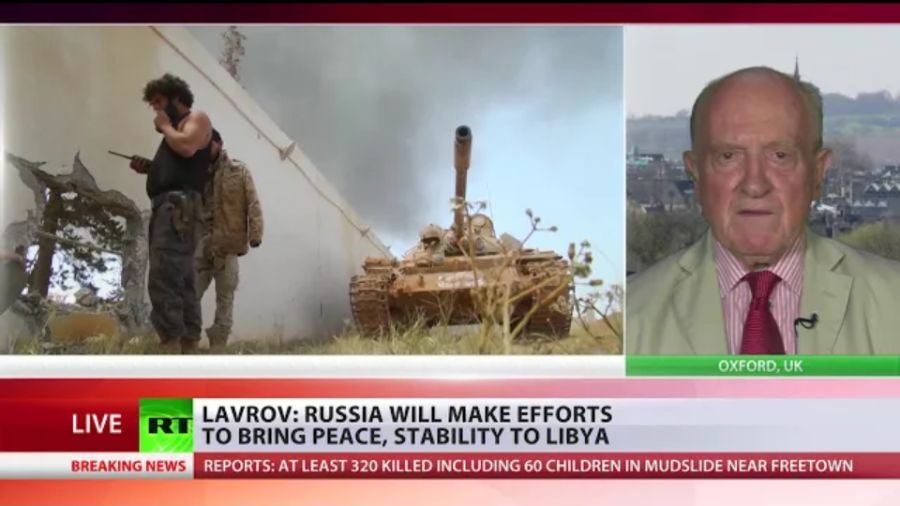 OXFORD, UK
LIVE
RT
LAVROV: RUSSIA WILL MAKE EFFORTS
TO BRING PEACE, STABILITY TO LIBYA
BREAKING NEWS
REPORTS: AT LEAST 320 KILLED INCLUDING 60 CHILDREN IN MUDSLIDE NEAR FREETOWN